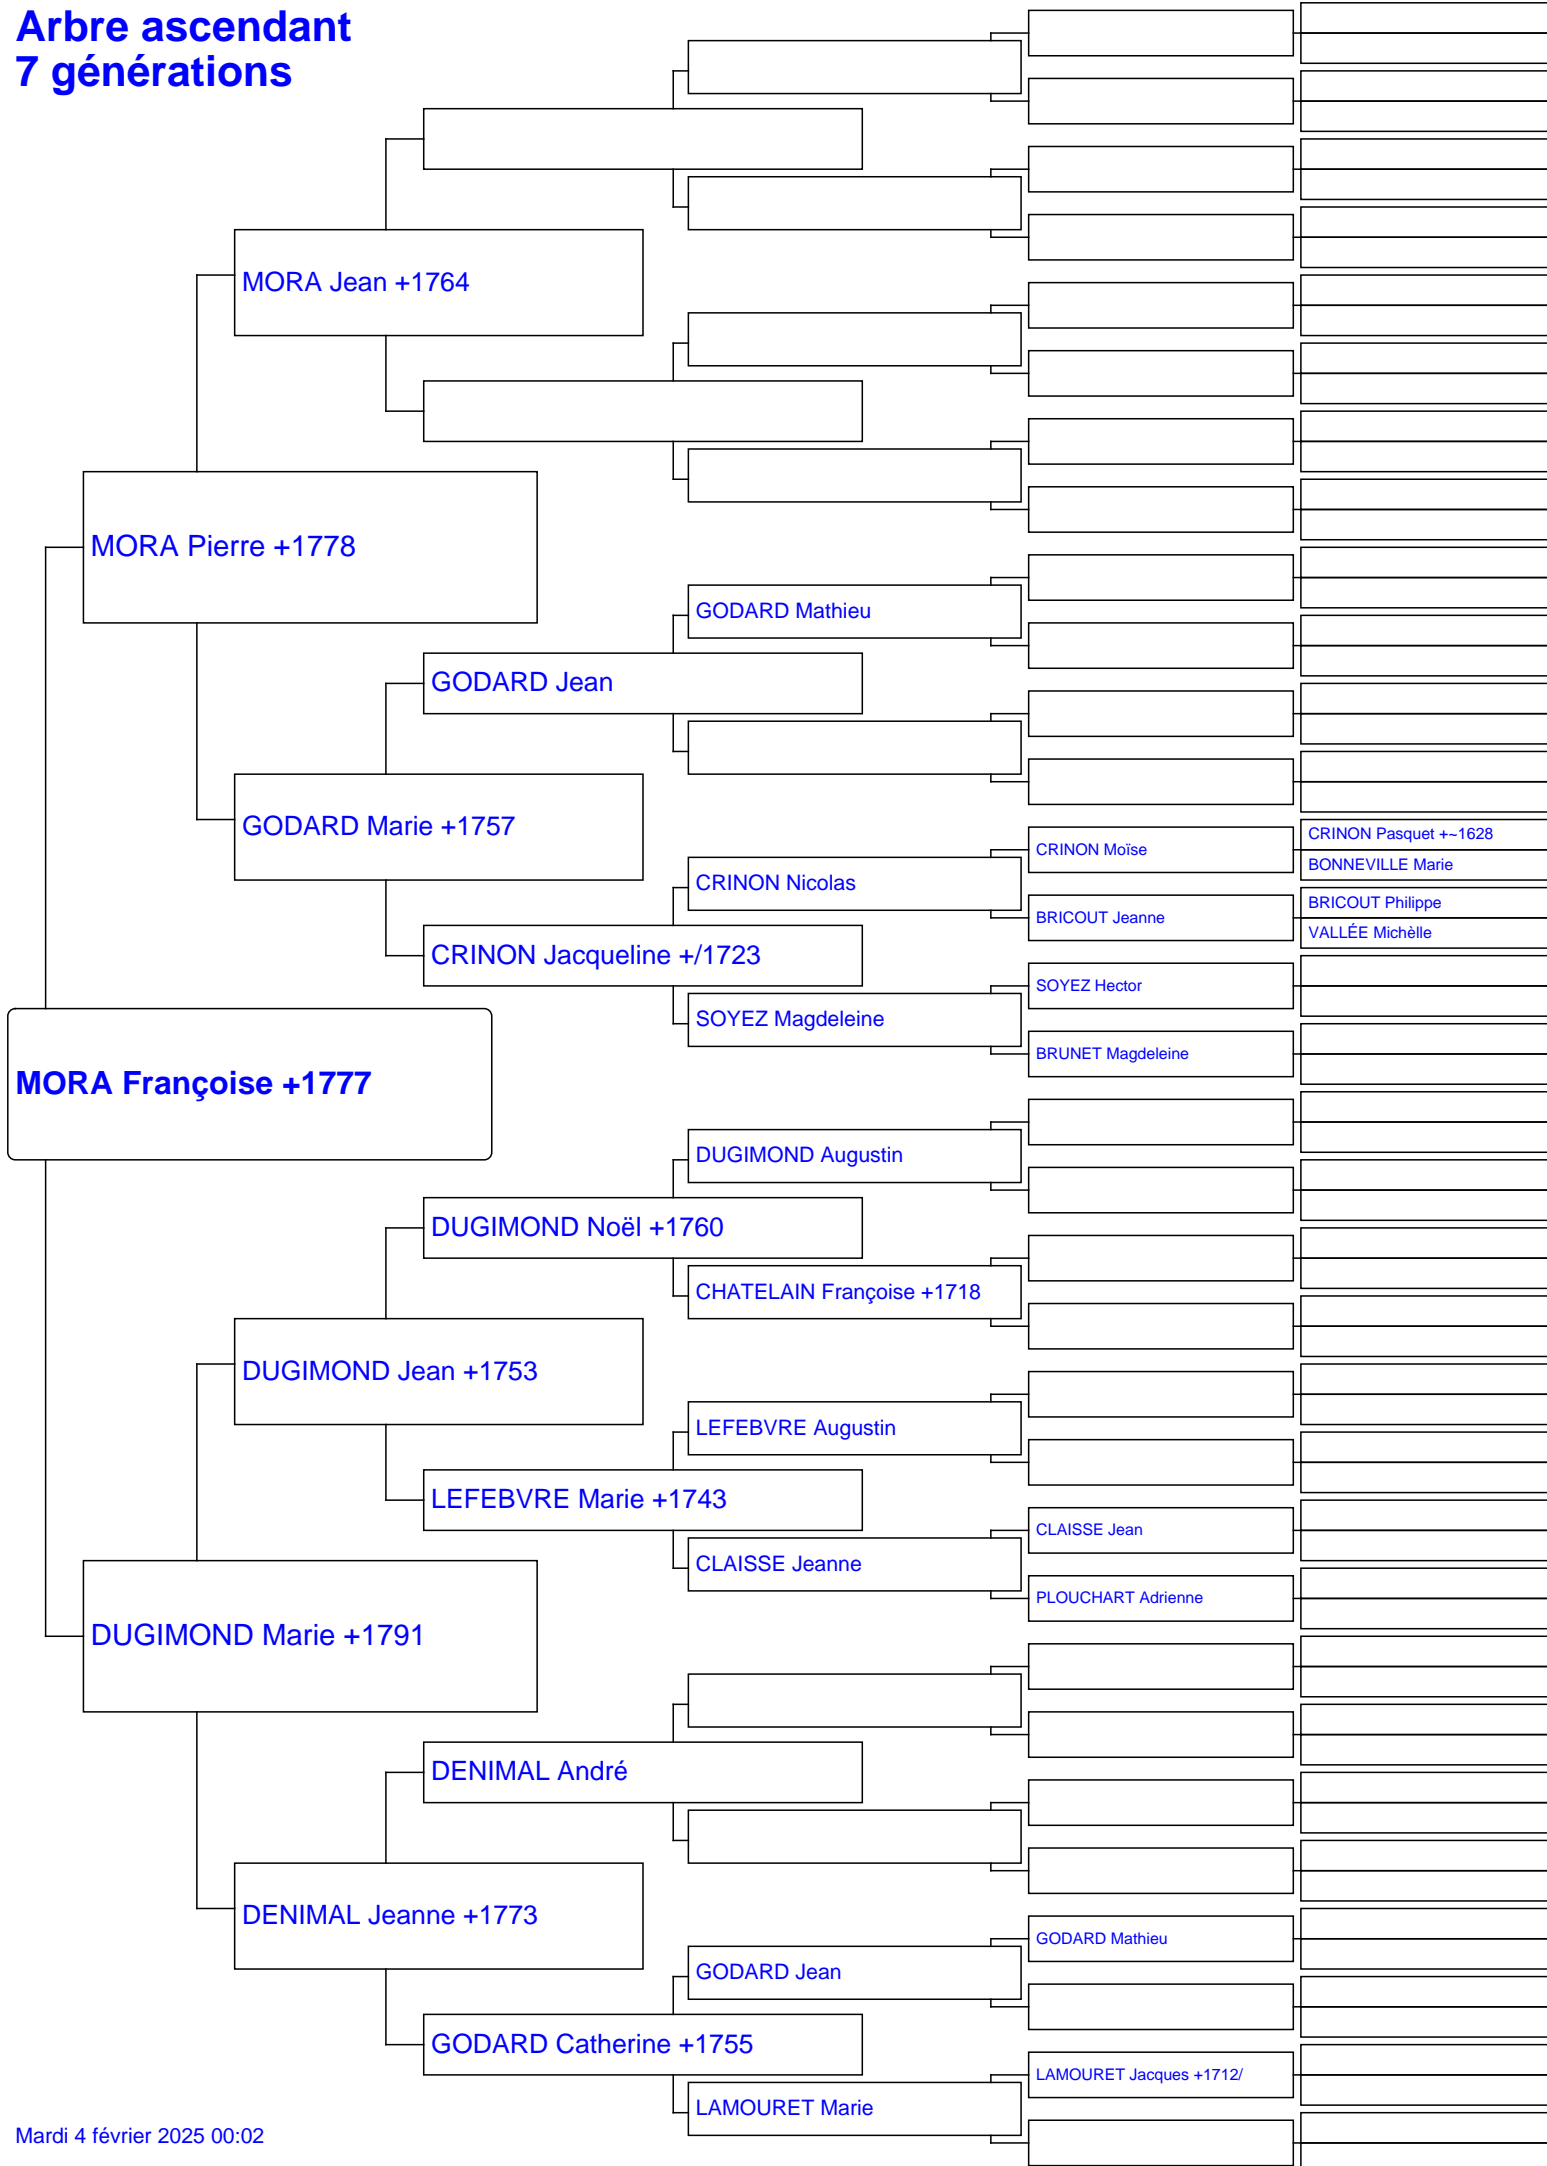 Arbre ascendant
7 générations
MORA Jean +1764
MORA Pierre +1778
GODARD Mathieu
GODARD Jean
GODARD Marie +1757
CRINON Pasquet +~1628
CRINON Moïse
BONNEVILLE Marie
CRINON Nicolas
BRICOUT Philippe
BRICOUT Jeanne
VALLÉE Michèlle
CRINON Jacqueline +/1723
SOYEZ Hector
SOYEZ Magdeleine
BRUNET Magdeleine
MORA Françoise +1777
DUGIMOND Augustin
DUGIMOND Noël +1760
CHATELAIN Françoise +1718
DUGIMOND Jean +1753
LEFEBVRE Augustin
LEFEBVRE Marie +1743
CLAISSE Jean
CLAISSE Jeanne
PLOUCHART Adrienne
DUGIMOND Marie +1791
DENIMAL André
DENIMAL Jeanne +1773
GODARD Mathieu
GODARD Jean
GODARD Catherine +1755
LAMOURET Jacques +1712/
LAMOURET Marie
Mardi 4 février 2025 00:02